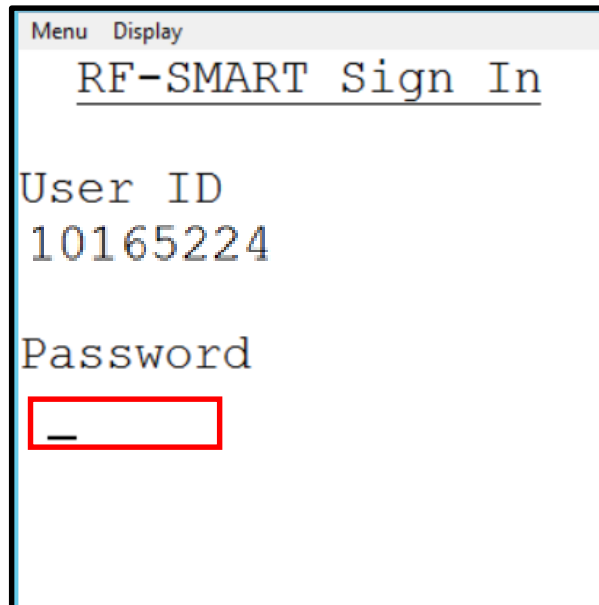 Menu Display
RF-SMART Sign In
User ID
10165224
Password
_